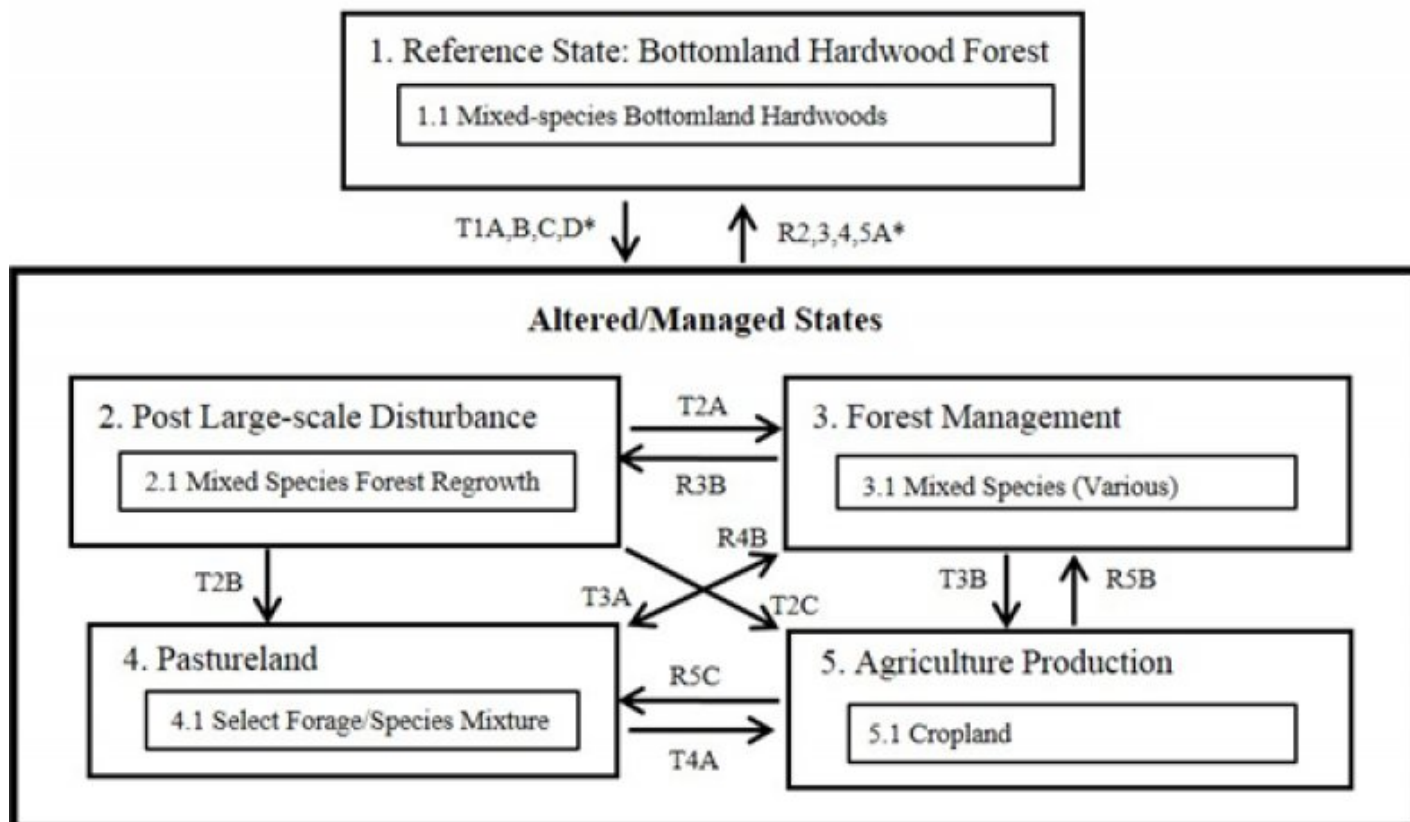 1. Reference State: Bottomland Hardwood Forest
1.1 Mixed-species Bottomland Hardwoods
T1A,B,C,D*
R2,3,4,5A*
Altered/Managed States
2. Post Large-scale Disturbance
2.1 Mixed Species Forest Regrowth
T2A
R3B
3. Forest Management
3.1 Mixed Species (Various)
T2B
T3A
R4B
T2C
T3B
R5B
4. Pastureland
4.1 Select Forage/Species Mixture
R5C
T4A
5. Agriculture Production
5.1 Cropland